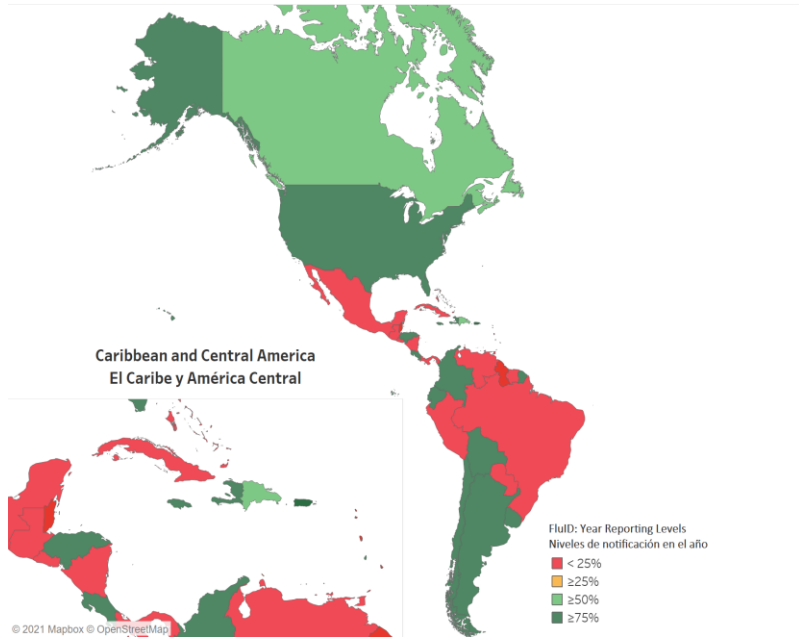 Caribbean and Central America
El Caribe y América Central
FluID: Year Reporting Levels
Niveles de notificación en el año
< 25%
≥25%
≥50%
≥75%
© 2021 Mapbox © OpenStreetMap